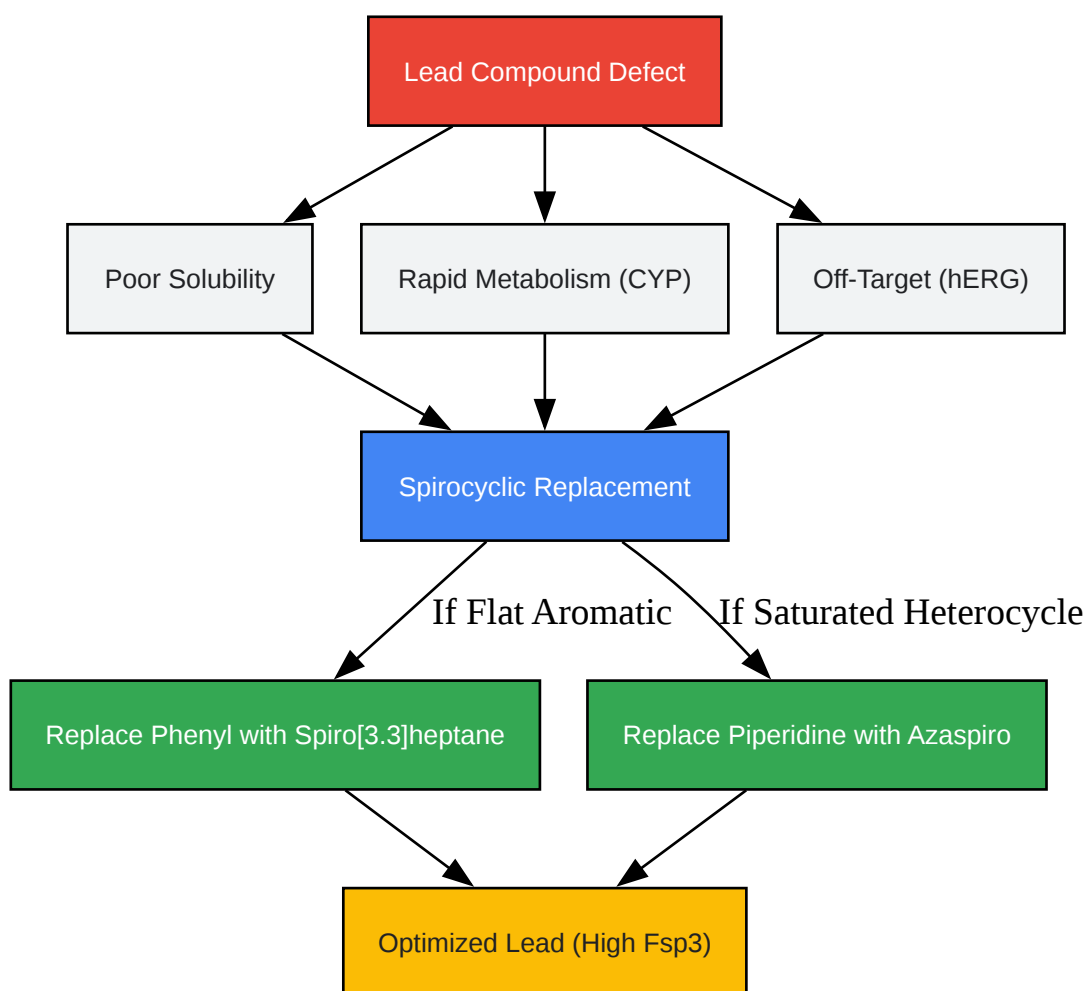 Lead Compound Defect
Poor Solubility
Rapid Metabolism (CYP)
Off-Target (hERG)
Spirocyclic Replacement
If Flat Aromatic
If Saturated Heterocycle
Replace Phenyl with Spiro[3.3]heptane
Replace Piperidine with Azaspiro
Optimized Lead (High Fsp3)